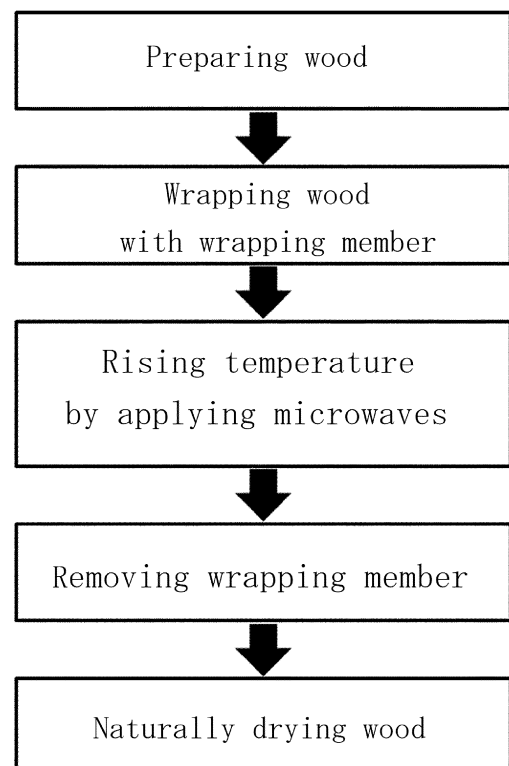 Preparing wood
Wrapping wood
with wrapping member
Rising temperature
by applying microwaves
Removing wrapping member
Naturally drying wood